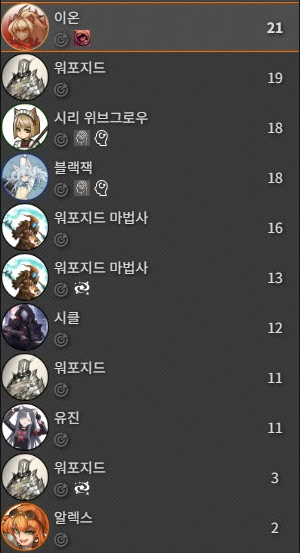 이온 21
워포지드 19
시리 위브그로우 18
블랙잭 18
워포지드 마법사 16
워포지드 마법사 13
시클 12
워포지드 11
유진 11
워포지드 3
알렉스 2